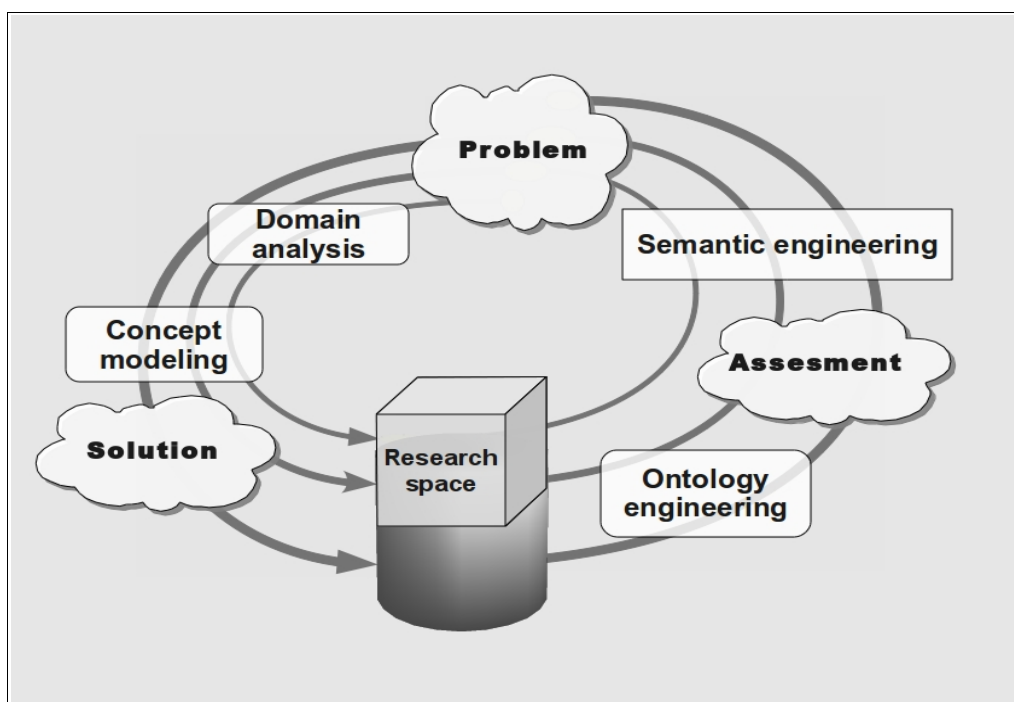 Problem
Domain
analysis
Semantic engineering
Concept
modeling
Assesment
Solution
Research
space
Ontology
engineering